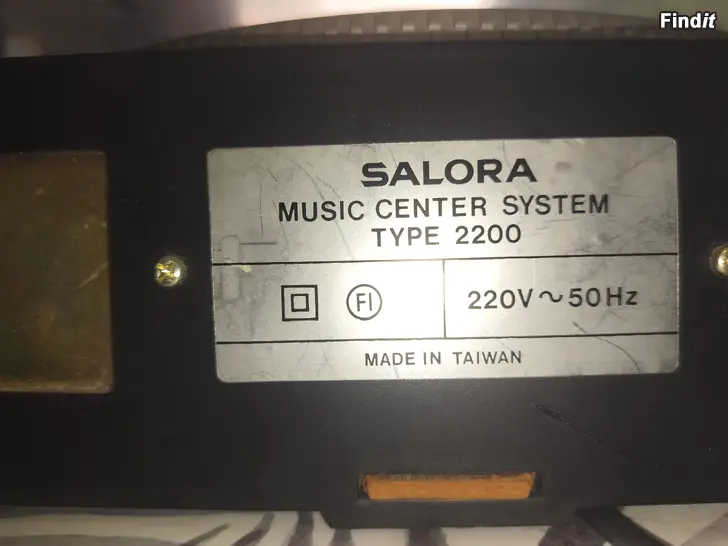 Findit
SALORA
MUSIC CENTER SYSTEM
TYPE 2200
FI
220V~50Hz
MADE IN TAIWAN